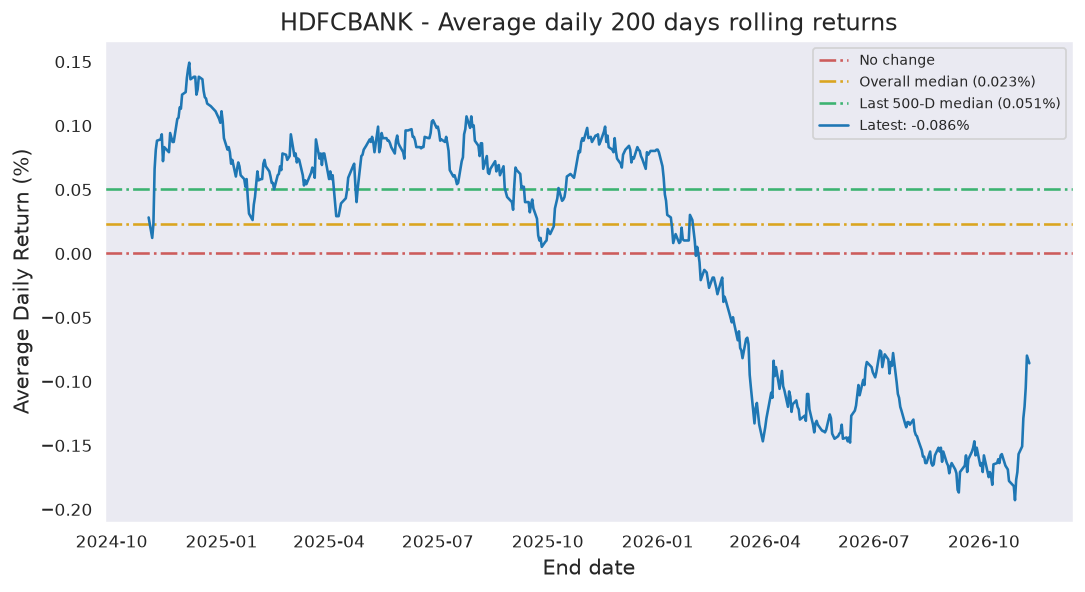 HDFCBANK - Average daily 200 days rolling returns
No change
Overall median (0.023%)
Last 500-D median (0.051%)
Latest: -0.086%
Average Daily Return (%)
0.15
0.10
0.05
0.00
−0.05
−0.10
−0.15
−0.20
2024-10 2025-01 2025-04 2025-07 2025-10 2026-01 2026-04 2026-07 2026-10
End date